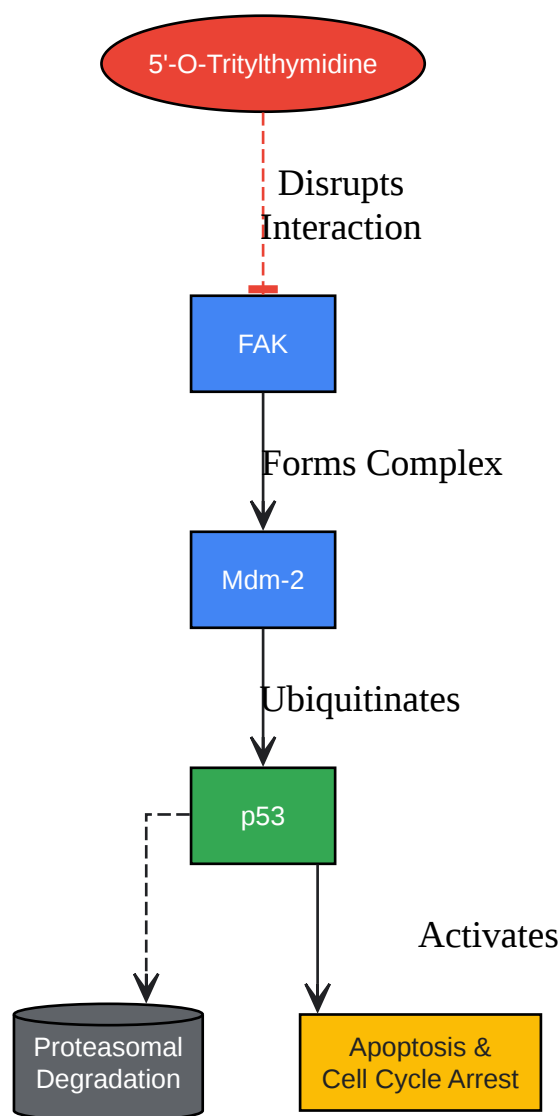 5'-O-Tritylthymidine
Disrupts
Interaction
FAK
Forms Complex
Mdm-2
Ubiquitinates
p53
Activates
Proteasomal
Degradation
Apoptosis &
Cell Cycle Arrest